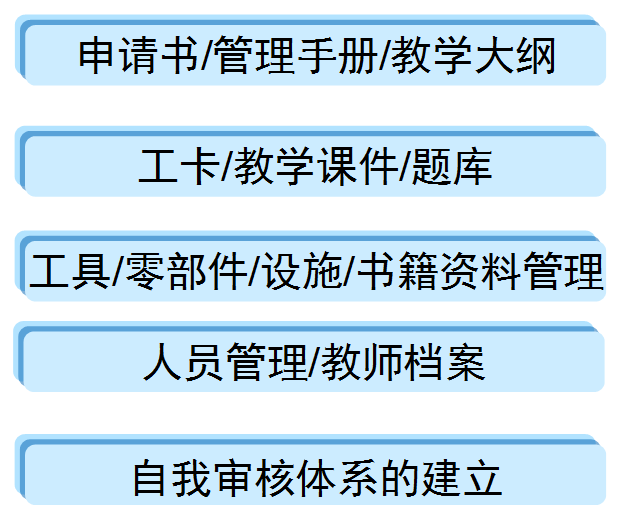 申请书/管理手册/教学大纲
工卡/教学课件/题库
工具/零部件/设施/书籍资料管理
人员管理/教师档案
自我审核体系的建立